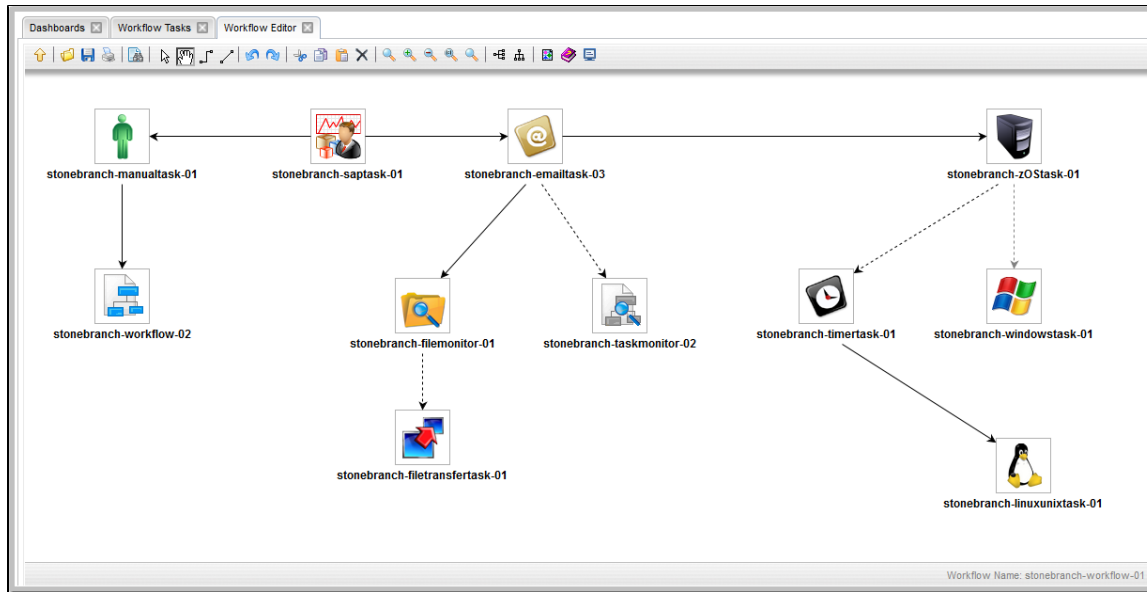 Dashboards
Workflow Tasks
Workflow Editor
stonebranch-manualtask-01
stonebranch-saptask-01
stonebranch-emailtask-03
stonebranch-zOStask-01
stonebranch-workflow-02
stonebranch-filemonitor-01
stonebranch-taskmonitor-02
stonebranch-timertask-01
stonebranch-windowstask-01
stonebranch-filetransfertask-01
stonebranch-linuxunixtask-01
Workflow Name: stonebranch-workflow-01